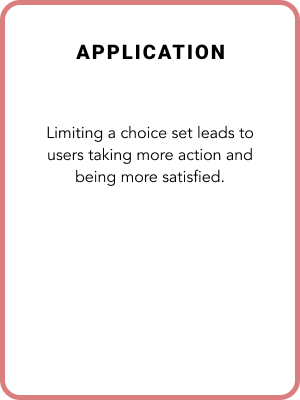 APPLICATION
Limiting a choice set leads to
users taking more action and
being more satisfied.